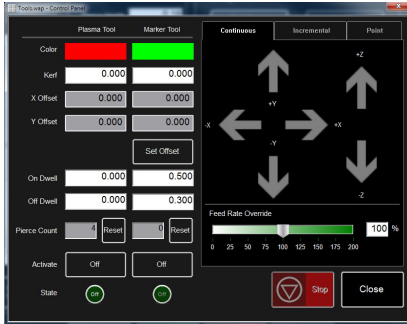 Tools.wap - Control Panel
Plasma Tool Marker Tool
Color
Kerf 0.000 0.000
X Offset 0.000 0.000
Y Offset 0.000 0.000
Set Offset
On Dwell 0.000 0.500
Off Dwell 0.000 0.300
Pierce Count 4 Reset 0 Reset
Activate Off Off
State Off Off
Continuous Incremental Point
+Z
+Y
-X +X
-Y
-Z
Feed Rate Override
100 %
0 25 50 75 100 125 150 175 200
Stop Close